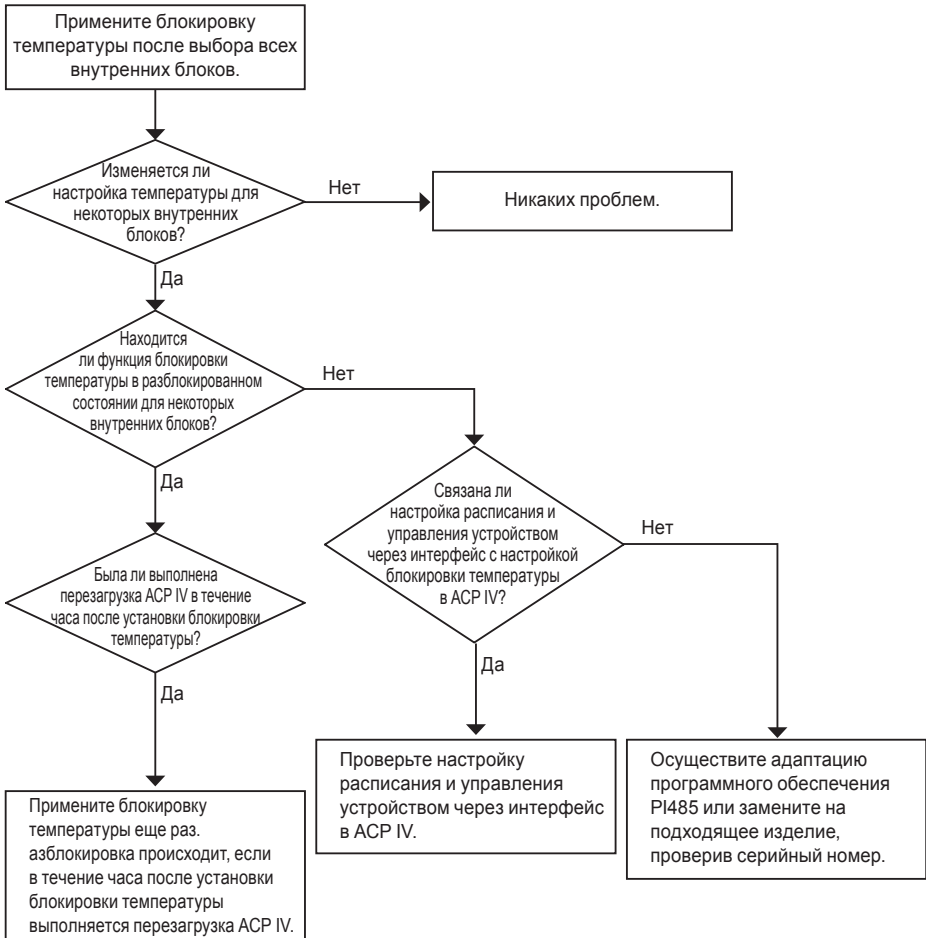 Примените блокировку
температуры после выбора всех
внутренних блоков.
Изменяется ли
настройка температуры для
некоторых внутренних
блоков?
Нет
Никаких проблем.
Да
Находится
ли функция блокировки
температуры в разблокированном
состоянии для некоторых
внутренних блоков?
Нет
Да
Связана ли
настройка расписания и
управления устройством
через интерфейс с настройкой
блокировки температуры
в ACP IV?
Нет
Была ли выполнена
перезагрузка ACP IV в течение
часа после установки блокировки
температуры?
Да
Да
Проверьте настройку
расписания и управления
устройством через интерфейс
в ACP IV.
Осуществите адаптацию
программного обеспечения
PI485 или замените на
подходящее изделие,
проверив серийный номер.
Примените блокировку
температуры еще раз.
азблокировка происходит, если
в течение часа после установки
блокировки температуры
выполняется перезагрузка ACP IV.